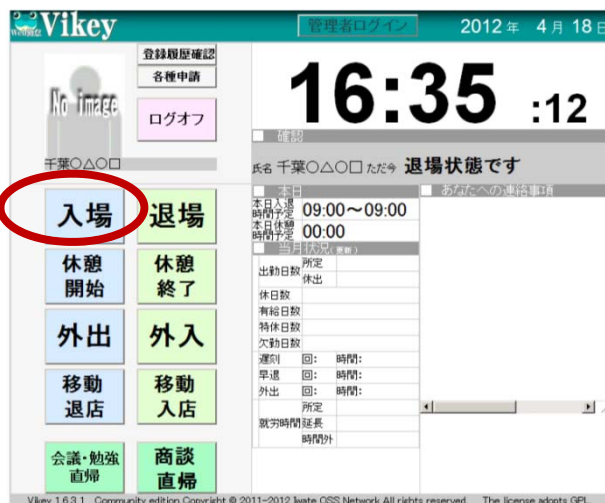 Vikey
管理者ログイン
2012 年 4 月 18 日
No image
登録履歴確認
各種申請
ログオフ
千葉○△○□
16:35 :12
確認
氏名 千葉○△○□ ただ今 退場状態です
入場
退場
休憩
開始
休憩
終了
外出
外入
移動
退店
移動
入店
会議・勉強
直帰
商談
直帰
本日
本日入退
時間予定 09:00～09:00
本日休憩
時間予定 00:00
当月状況(更新)
出勤日数 所定
休出
休日数
有給日数
特休日数
欠勤日数
遅刻 回: 時間:
早退 回: 時間:
外出 回: 時間:
就労時間 所定
延長
時間外
あなたへの連絡事項
Vikey 1.6.3.1 Community edition Copyright © 2011-2012 Iwate OSS Network All rights reserved. The license adopts GPL